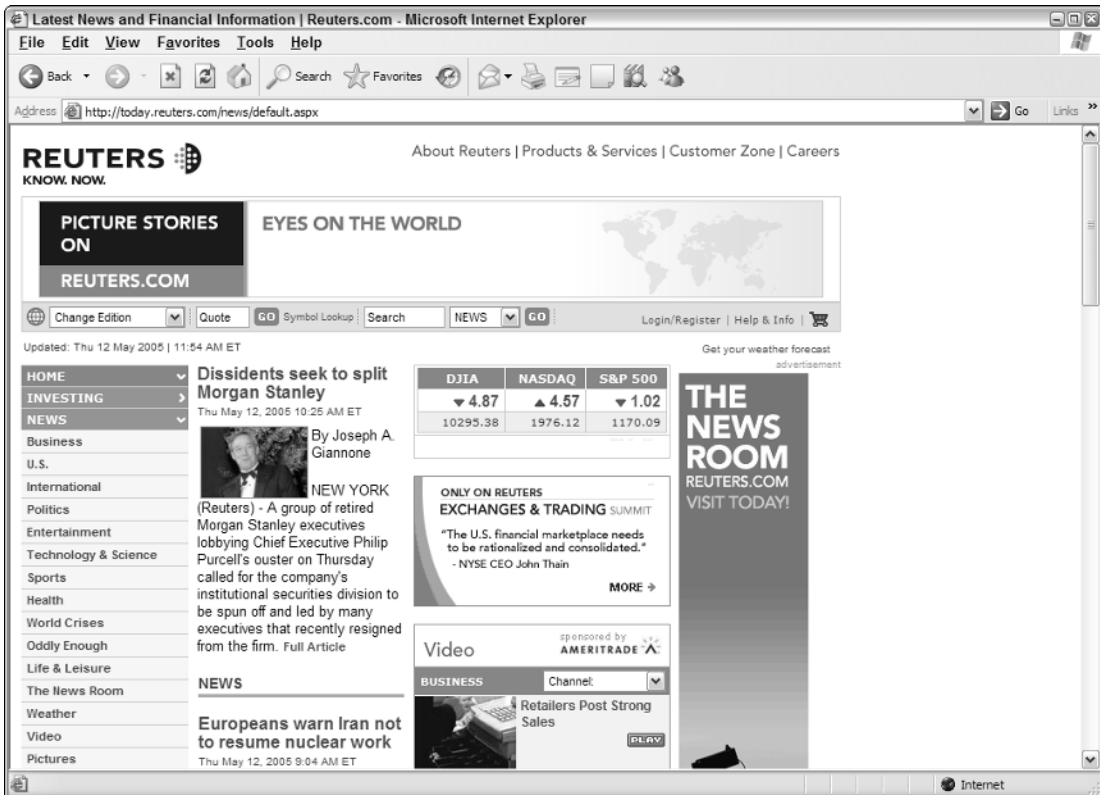 Latest News and Financial Information | Reuters.com - Microsoft Internet Explorer
File Edit View Favorites Tools Help
Back Search Favorites
Address http://today.reuters.com/news/default.aspx Go Links »
REUTERS
KNOW. NOW.
About Reuters | Products & Services | Customer Zone | Careers
PICTURE STORIES
ON
REUTERS.COM
EYES ON THE WORLD
Change Edition Quote GO Symbol Lookup Search NEWS GO Login/Register | Help & Info |
Updated: Thu 12 May 2005 | 11:54 AM ET
Get your weather forecast
advertisement
HOME
INVESTING
NEWS
Business
U.S.
International
Politics
Entertainment
Technology & Science
Sports
Health
World Crises
Oddly Enough
Life & Leisure
The News Room
Weather
Video
Pictures
Dissidents seek to split
Morgan Stanley
Thu May 12, 2005 10:25 AM ET
By Joseph A.
Giannone
NEW YORK
(Reuters) - A group of retired
Morgan Stanley executives
lobbying Chief Executive Philip
Purcell's ouster on Thursday
called for the company's
institutional securities division to
be spun off and led by many
executives that recently resigned
from the firm. Full Article
NEWS
Europeans warn Iran not
to resume nuclear work
Thu May 12, 2005 9:04 AM ET
DJIA NASDAQ S&P 500
▼ 4.87 ▲ 4.57 ▼ 1.02
10295.38 1976.12 1170.09
ONLY ON REUTERS
EXCHANGES & TRADING SUMMIT
"The U.S. financial marketplace needs
to be rationalized and consolidated."
- NYSE CEO John Thain
MORE →
Video
sponsored by
AMERITRADE
BUSINESS Channel:
Retailers Post Strong
Sales
PLAY
THE
NEWS
ROOM
REUTERS.COM
VISIT TODAY!
Internet